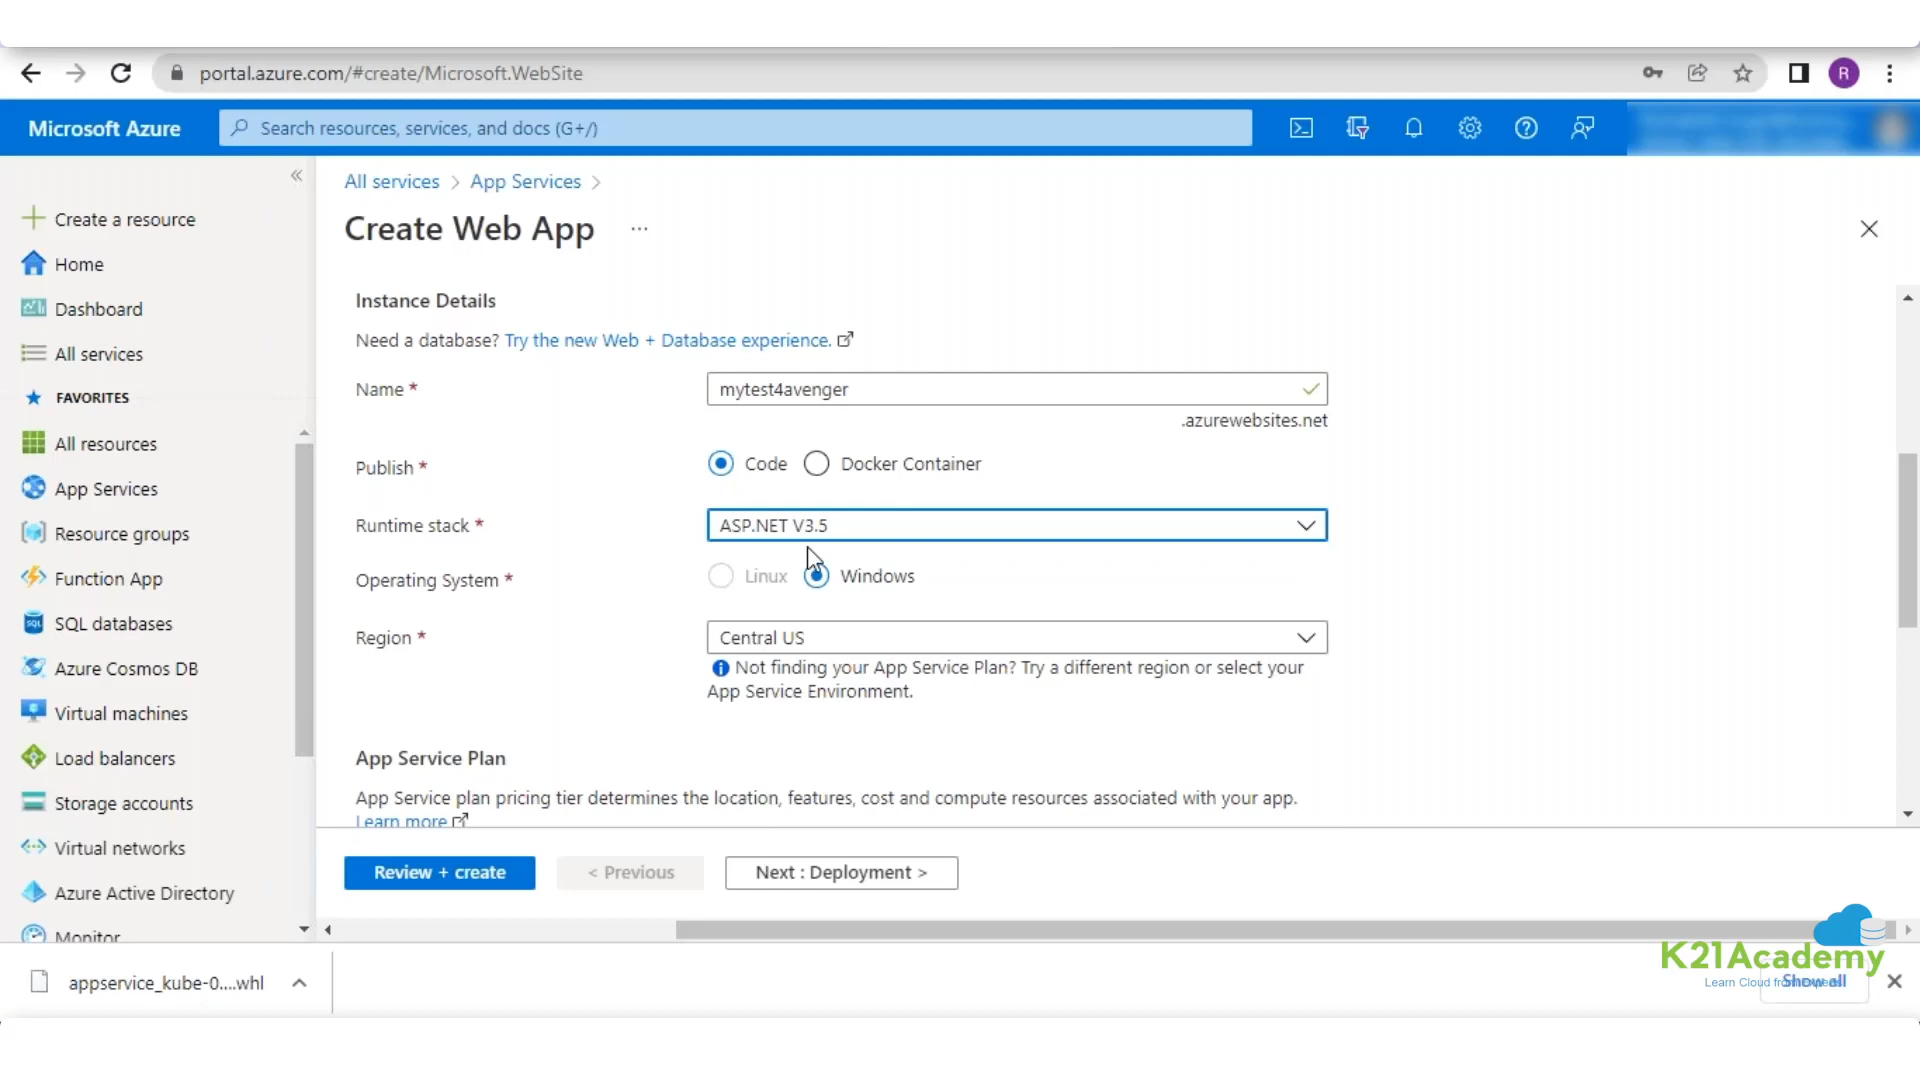 portal.azure.com/#create/Microsoft.WebSite
R
Microsoft Azure
Search resources, services, and docs (G+/)
All services > App Services >
Create Web App ...
Create a resource
Home
Dashboard
All services
FAVORITES
All resources
App Services
Resource groups
Function App
SQL databases
Azure Cosmos DB
Virtual machines
Load balancers
Storage accounts
Virtual networks
Azure Active Directory
Monitor
Instance Details
Need a database? Try the new Web + Database experience.
Name *
mytest4avenger
.azurewebsites.net
Publish *
Code
Docker Container
Runtime stack *
ASP.NET V3.5
Operating System *
Linux
Windows
Region *
Central US
Not finding your App Service Plan? Try a different region or select your
App Service Environment.
App Service Plan
App Service plan pricing tier determines the location, features, cost and compute resources associated with your app.
Learn more
Review + create
< Previous
Next : Deployment >
appservice_kube-0....whl
K21Academy
Learn Cloud from
Show all